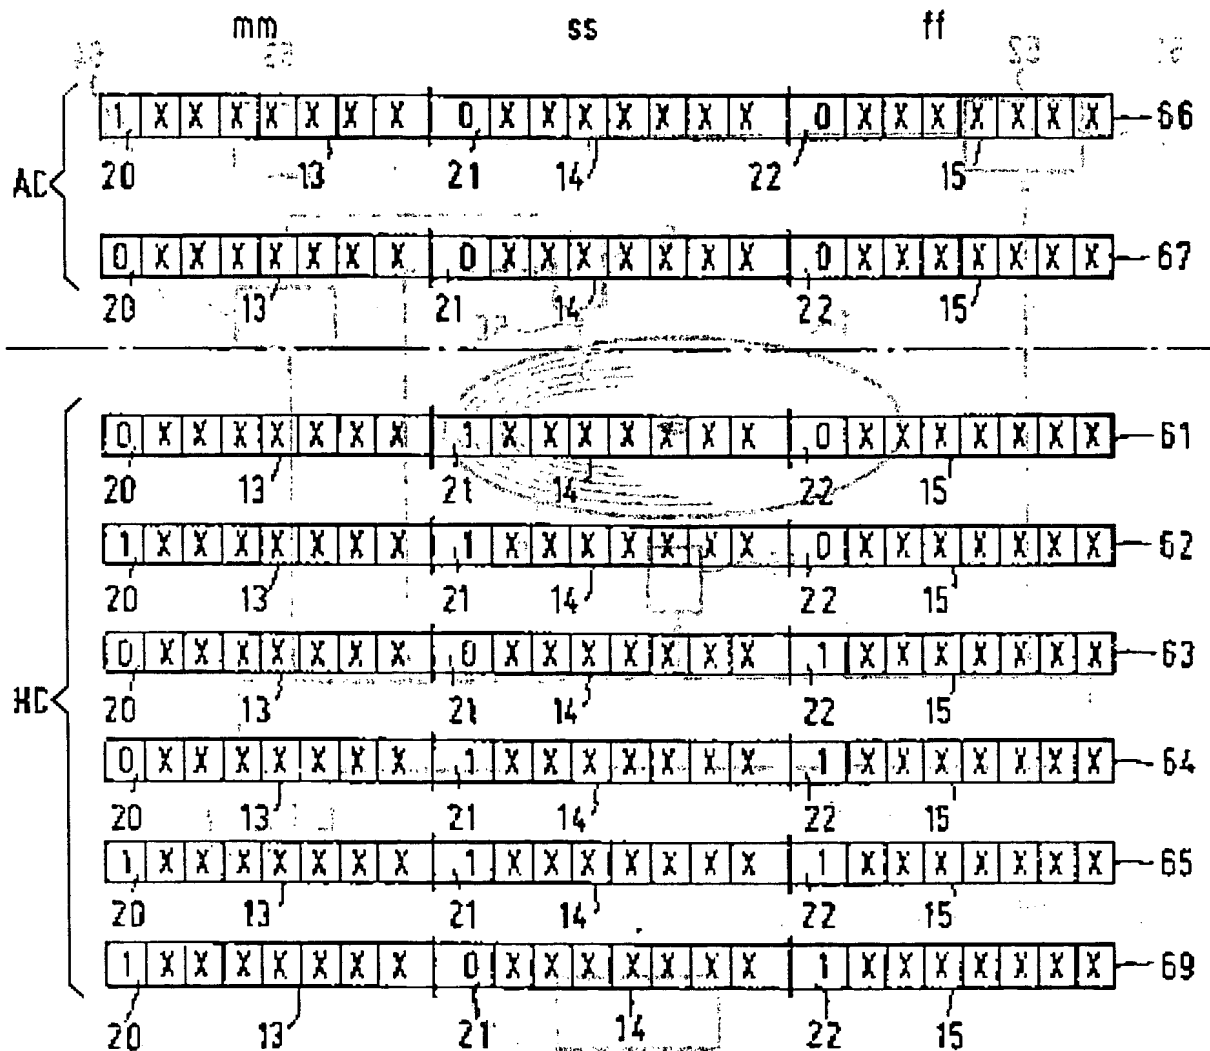 mm ss ff
1 X X X X X X X 0 X X X X X X X 0 X X X X X X X 66
20 13 21 14 22 15
AC
0 X X X X X X X 0 X X X X X X X 0 X X X X X X X 67
20 13 21 14 22 15
0 X X X X X X X 1 X X X X X X X 0 X X X X X X X 61
20 13 21 14 22 15
1 X X X X X X X 1 X X X X X X X 0 X X X X X X X 62
20 13 21 14 22 15
0 X X X X X X X 0 X X X X X X X 1 X X X X X X X 63
20 13 21 14 22 15
HC
0 X X X X X X X 1 X X X X X X X 1 X X X X X X X 64
20 13 21 14 22 15
1 X X X X X X X 1 X X X X X X X 1 X X X X X X X 65
20 13 21 14 22 15
1 X X X X X X X 0 X X X X X X X 1 X X X X X X X 69
20 13 21 14 22 15